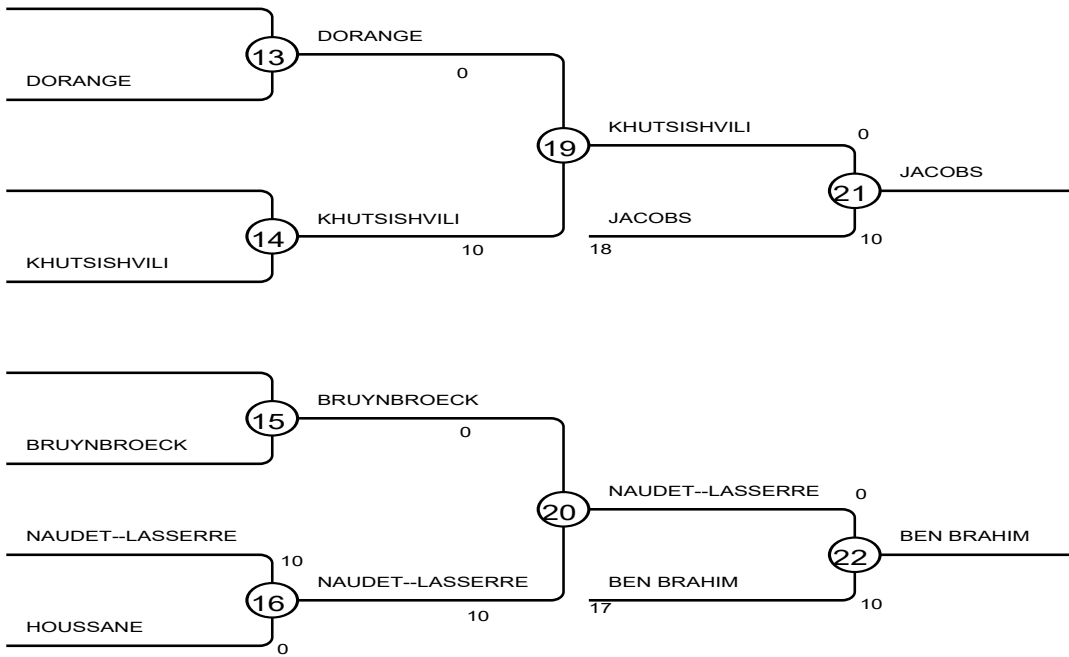 DORANGE
13
0
DORANGE
KHUTSISHVILI
0
19
JACOBS
21
KHUTSISHVILI
JACOBS
14
10
18
10
KHUTSISHVILI
BRUYNBROECK
15
0
BRUYNBROECK
NAUDET--LASSERRE
0
20
NAUDET--LASSERRE
BEN BRAHIM
22
10
NAUDET--LASSERRE
BEN BRAHIM
16
10
17
10
HOUSSANE
0